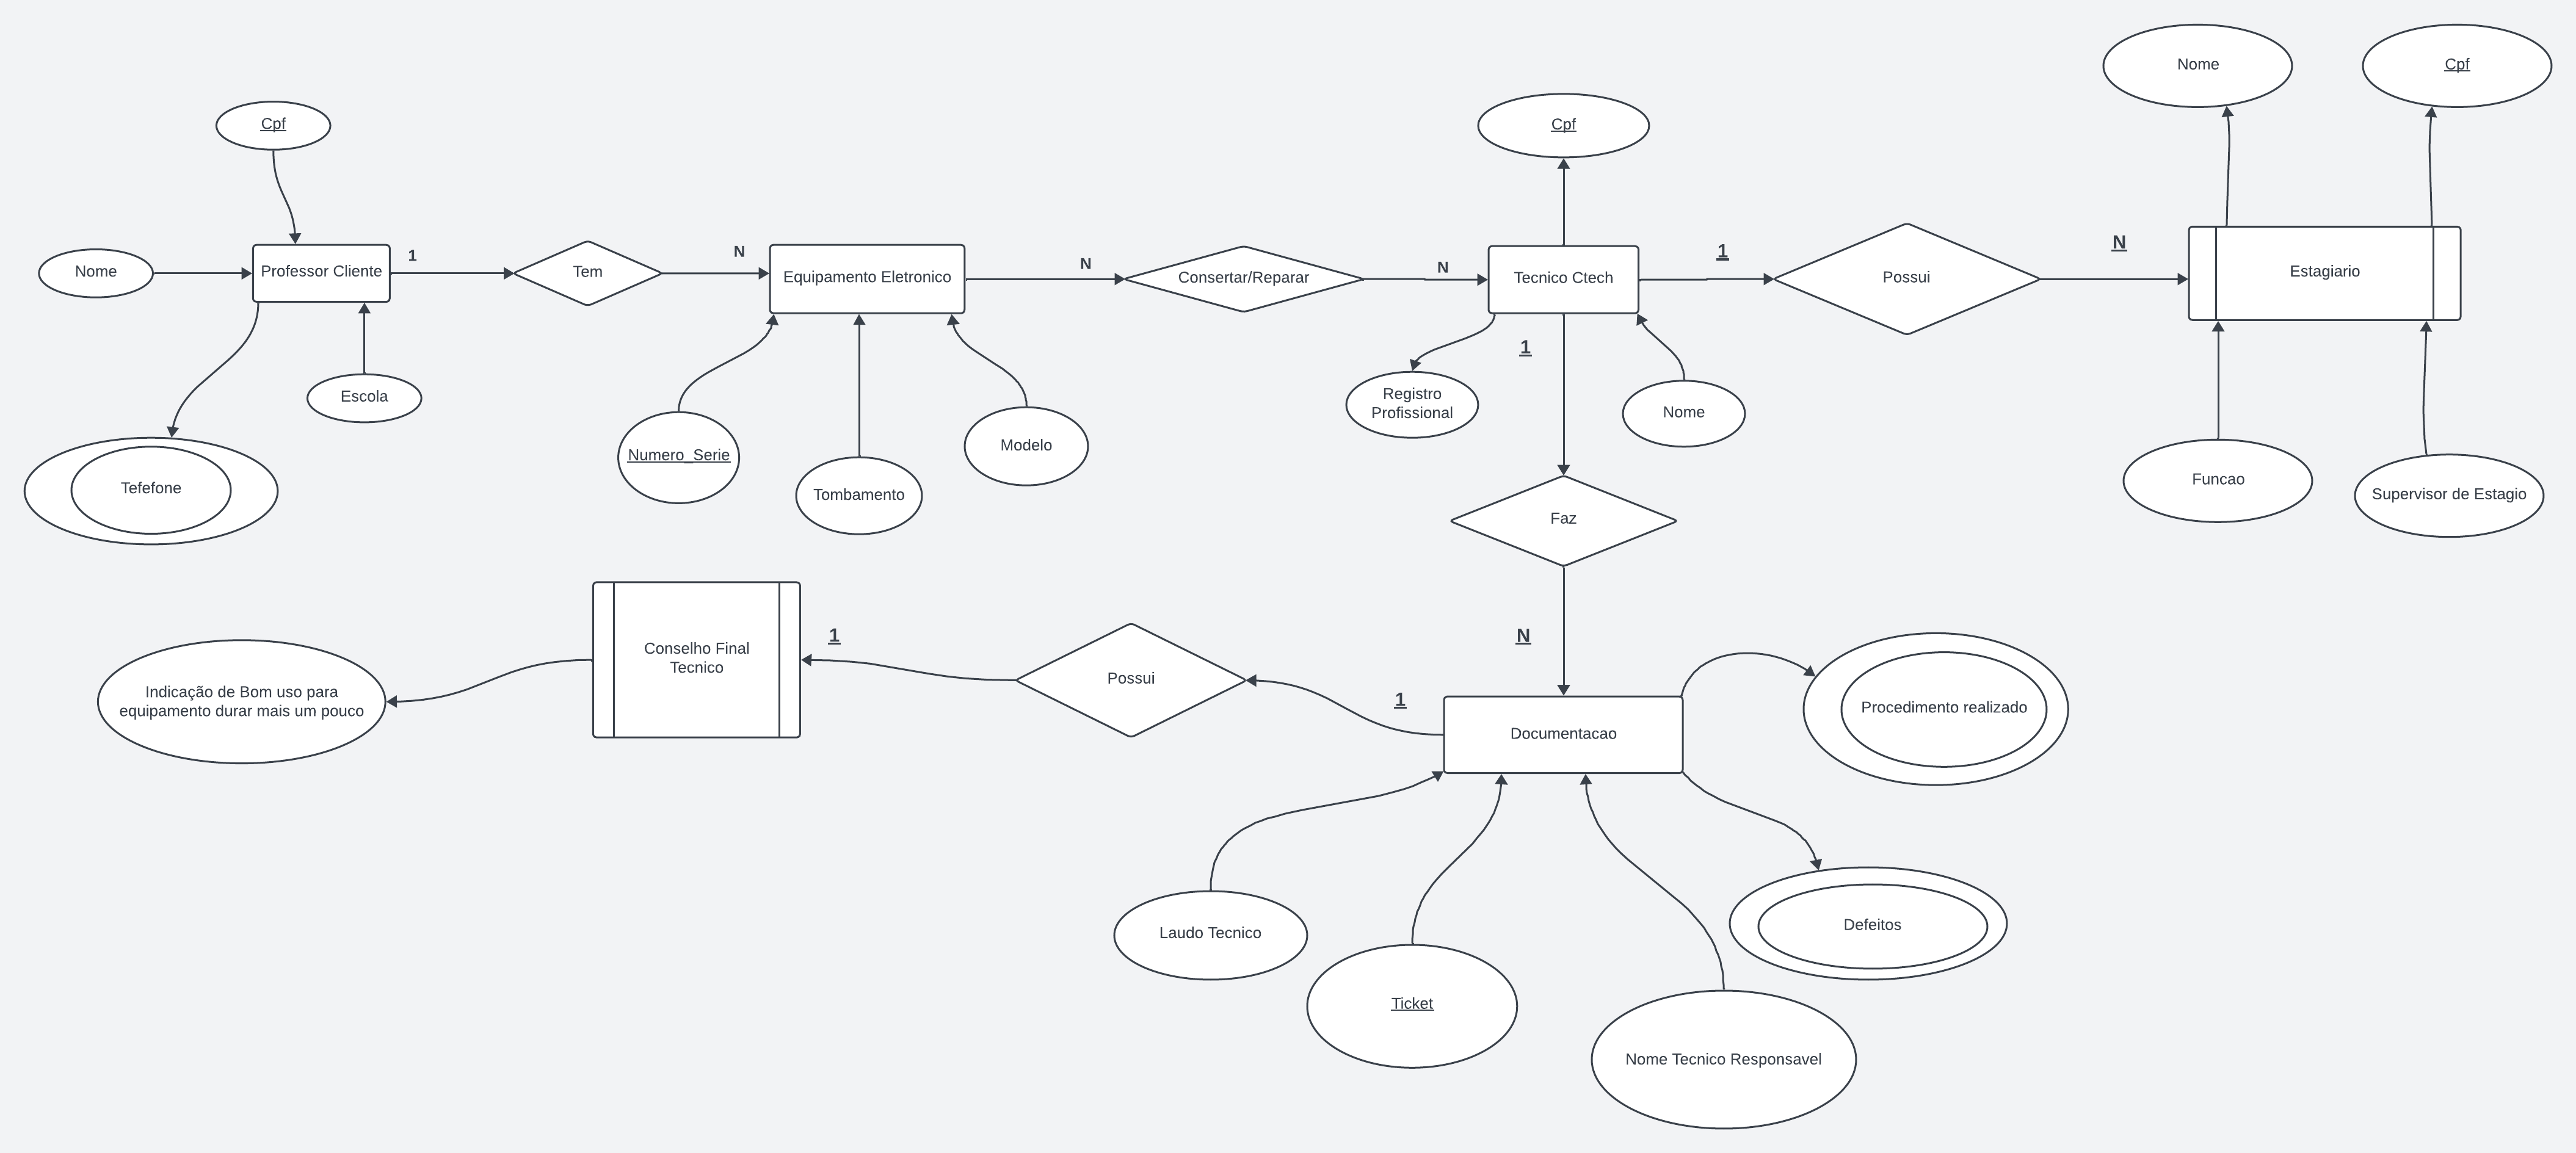 Nome
Cpf
Cpf
Cpf
Professor Cliente
1
Tem
N
Equipamento Eletronico
N
Consertar/Reparar
N
Tecnico Ctech
1
Possui
N
Estagiario
Nome
Escola
Tefefone
Numero_Serie
Tombamento
Modelo
1
Registro
Profissional
Nome
Funcao
Supervisor de Estagio
Faz
N
Conselho Final
Tecnico
1
Possui
1
Indicação de Bom uso para
equipamento durar mais um pouco
Documentacao
Procedimento realizado
Laudo Tecnico
Defeitos
Ticket
Nome Tecnico Responsavel